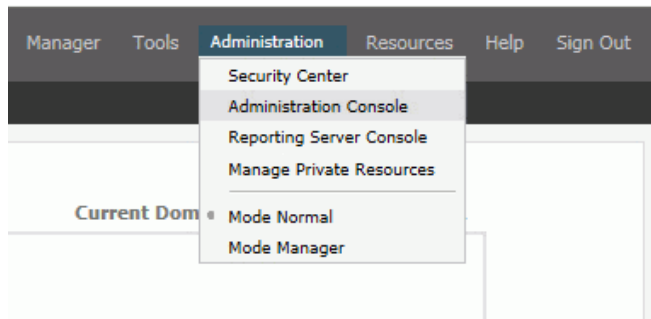 Manager Tools Administration Resources Help Sign Out
Security Center
Administration Console
Reporting Server Console
Manage Private Resources
Current Dom
Mode Normal
Mode Manager